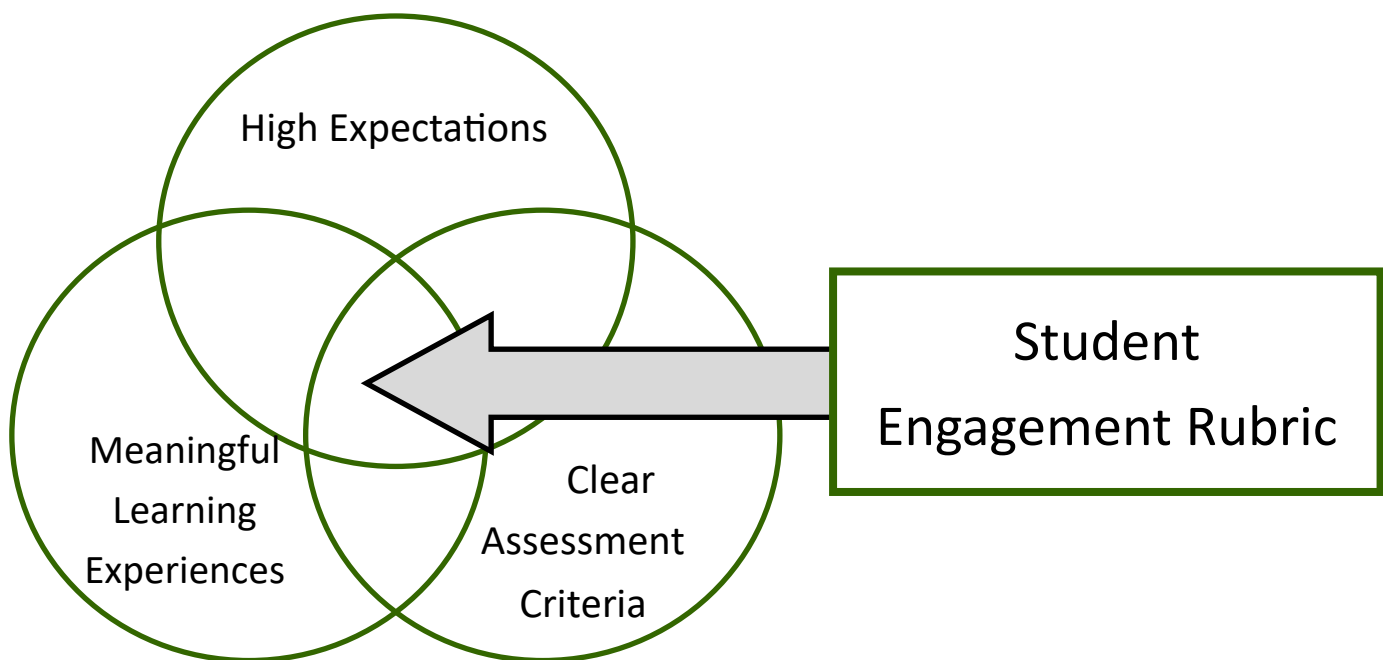 High Expectations
Meaningful
Learning
Experiences
Clear
Assessment
Criteria
Student
Engagement Rubric